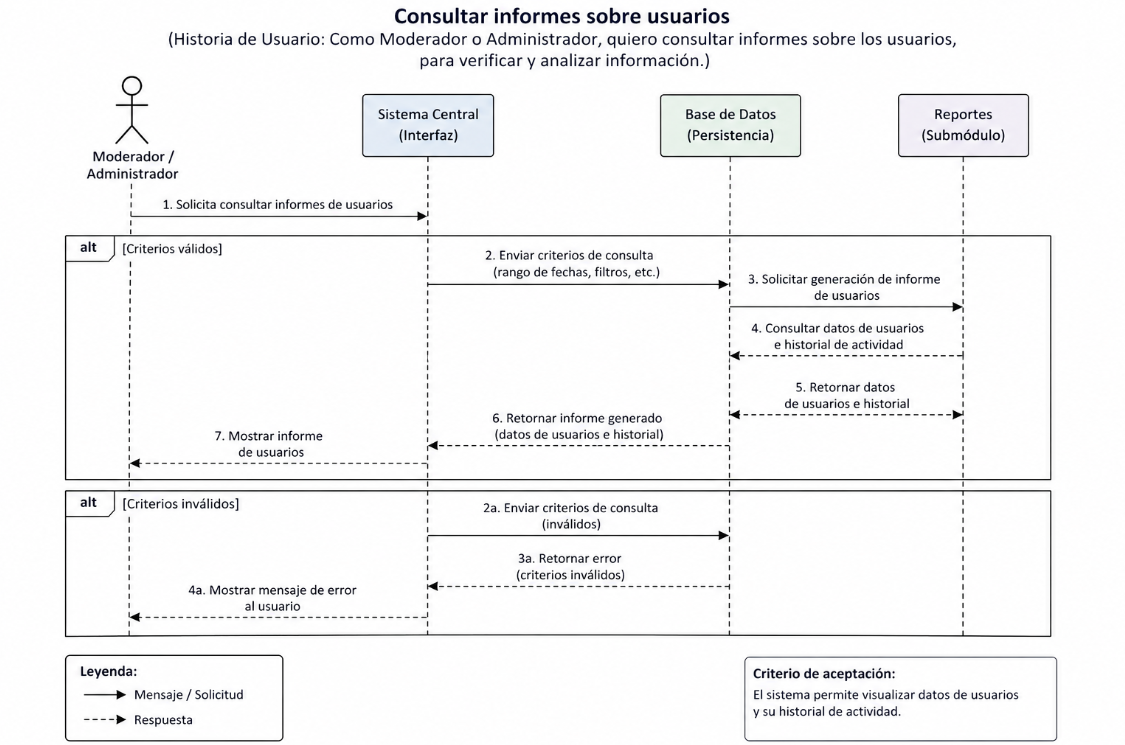 Consultar informes sobre usuarios
(Historia de Usuario: Como Moderador o Administrador, quiero consultar informes sobre los usuarios,
para verificar y analizar información.)
Sistema Central
(Interfaz)
Base de Datos
(Persistencia)
Reportes
(Submódulo)
Moderador /
Administrador
1. Solicita consultar informes de usuarios
alt
[Criterios válidos]
2. Enviar criterios de consulta
(rango de fechas, filtros, etc.)
3. Solicitar generación de informe
de usuarios
4. Consultar datos de usuarios
e historial de actividad
5. Retornar datos
de usuarios e historial
6. Retornar informe generado
(datos de usuarios e historial)
7. Mostrar informe
de usuarios
alt
[Criterios inválidos]
2a. Enviar criterios de consulta
(inválidos)
3a. Retornar error
(criterios inválidos)
4a. Mostrar mensaje de error
al usuario
Leyenda:
Mensaje / Solicitud
Respuesta
Criterio de aceptación:
El sistema permite visualizar datos de usuarios
y su historial de actividad.